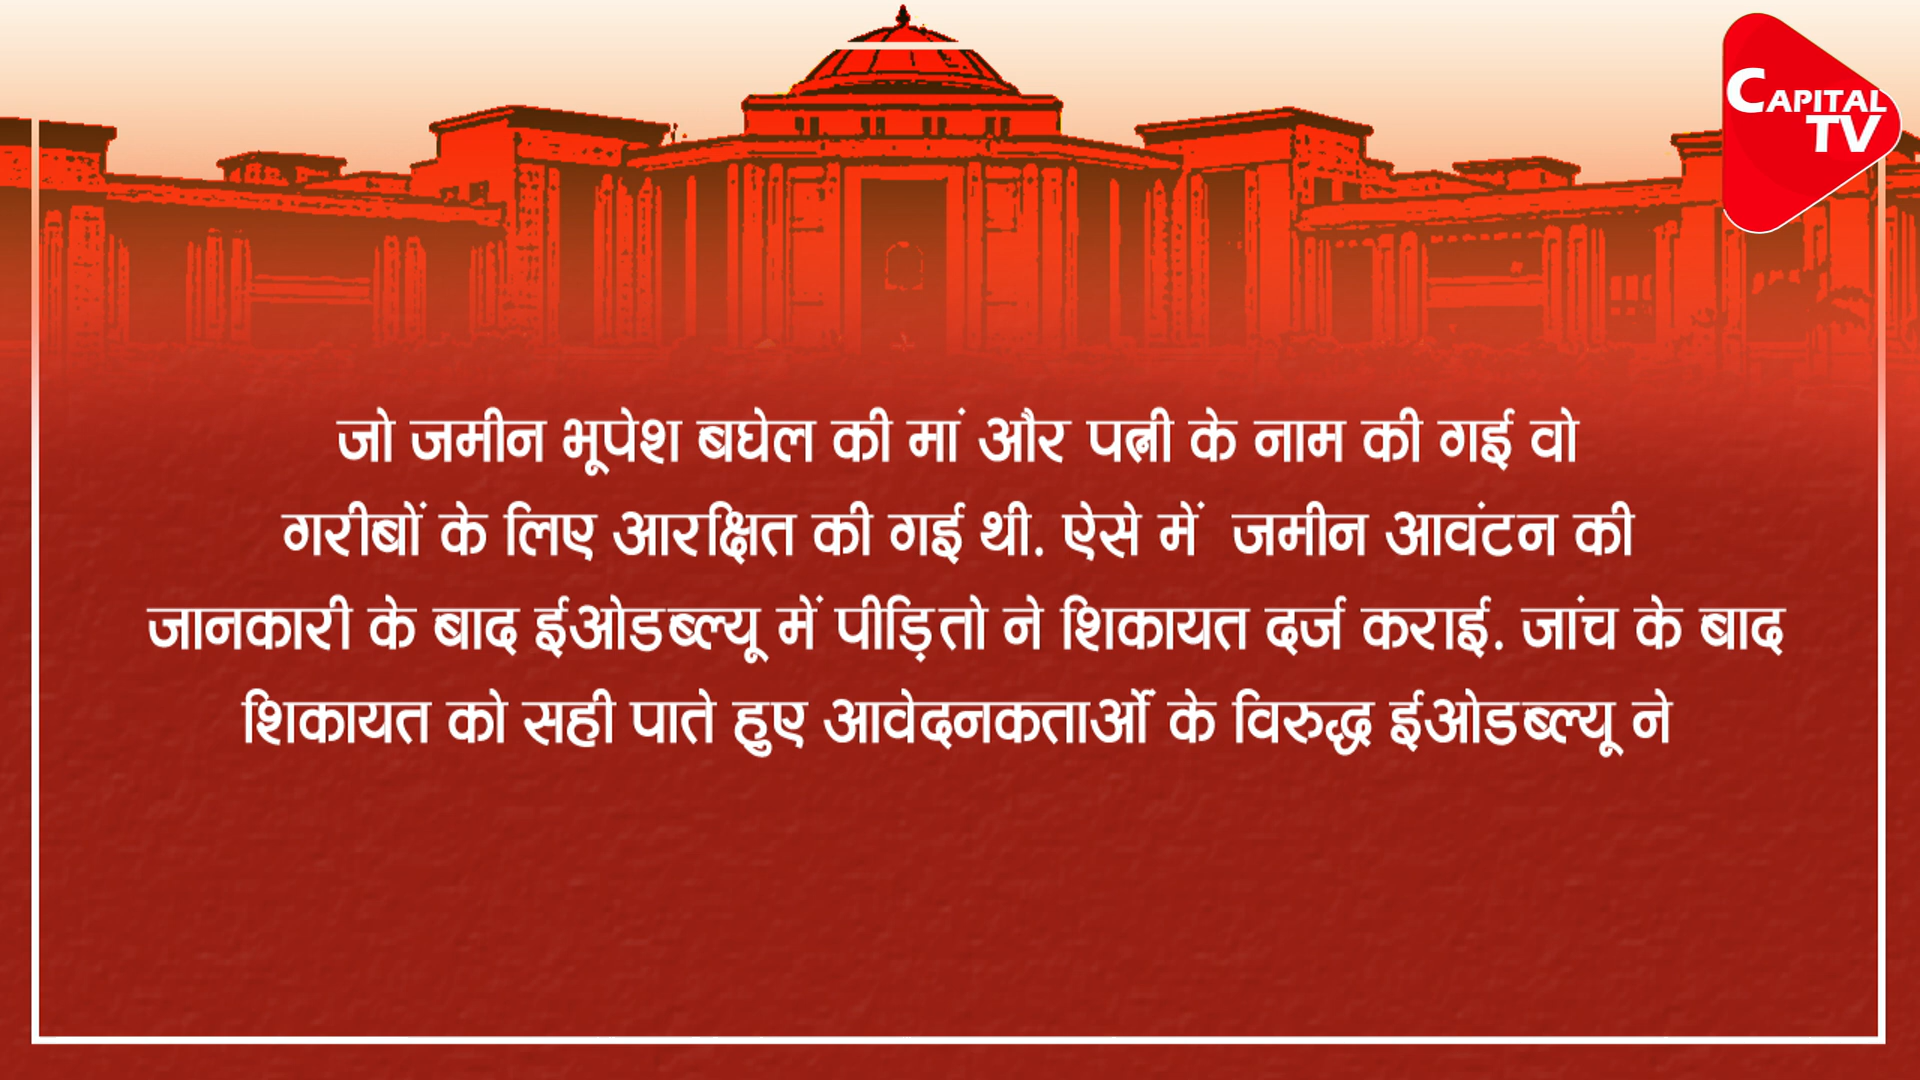 CAPITAL
TV
जो जमीन भूपेश बघेल की मां और पत्नी के नाम की गई वो
गरीबों के लिए आरक्षित की गई थी. ऐसे में जमीन आवंटन की
जानकारी के बाद ईओडब्ल्यू में पीड़ितो ने शिकायत दर्ज कराई. जांच के बाद
शिकायत को सही पाते हुए आवेदनकर्ताओं के विरुद्ध ईओडब्ल्यू ने